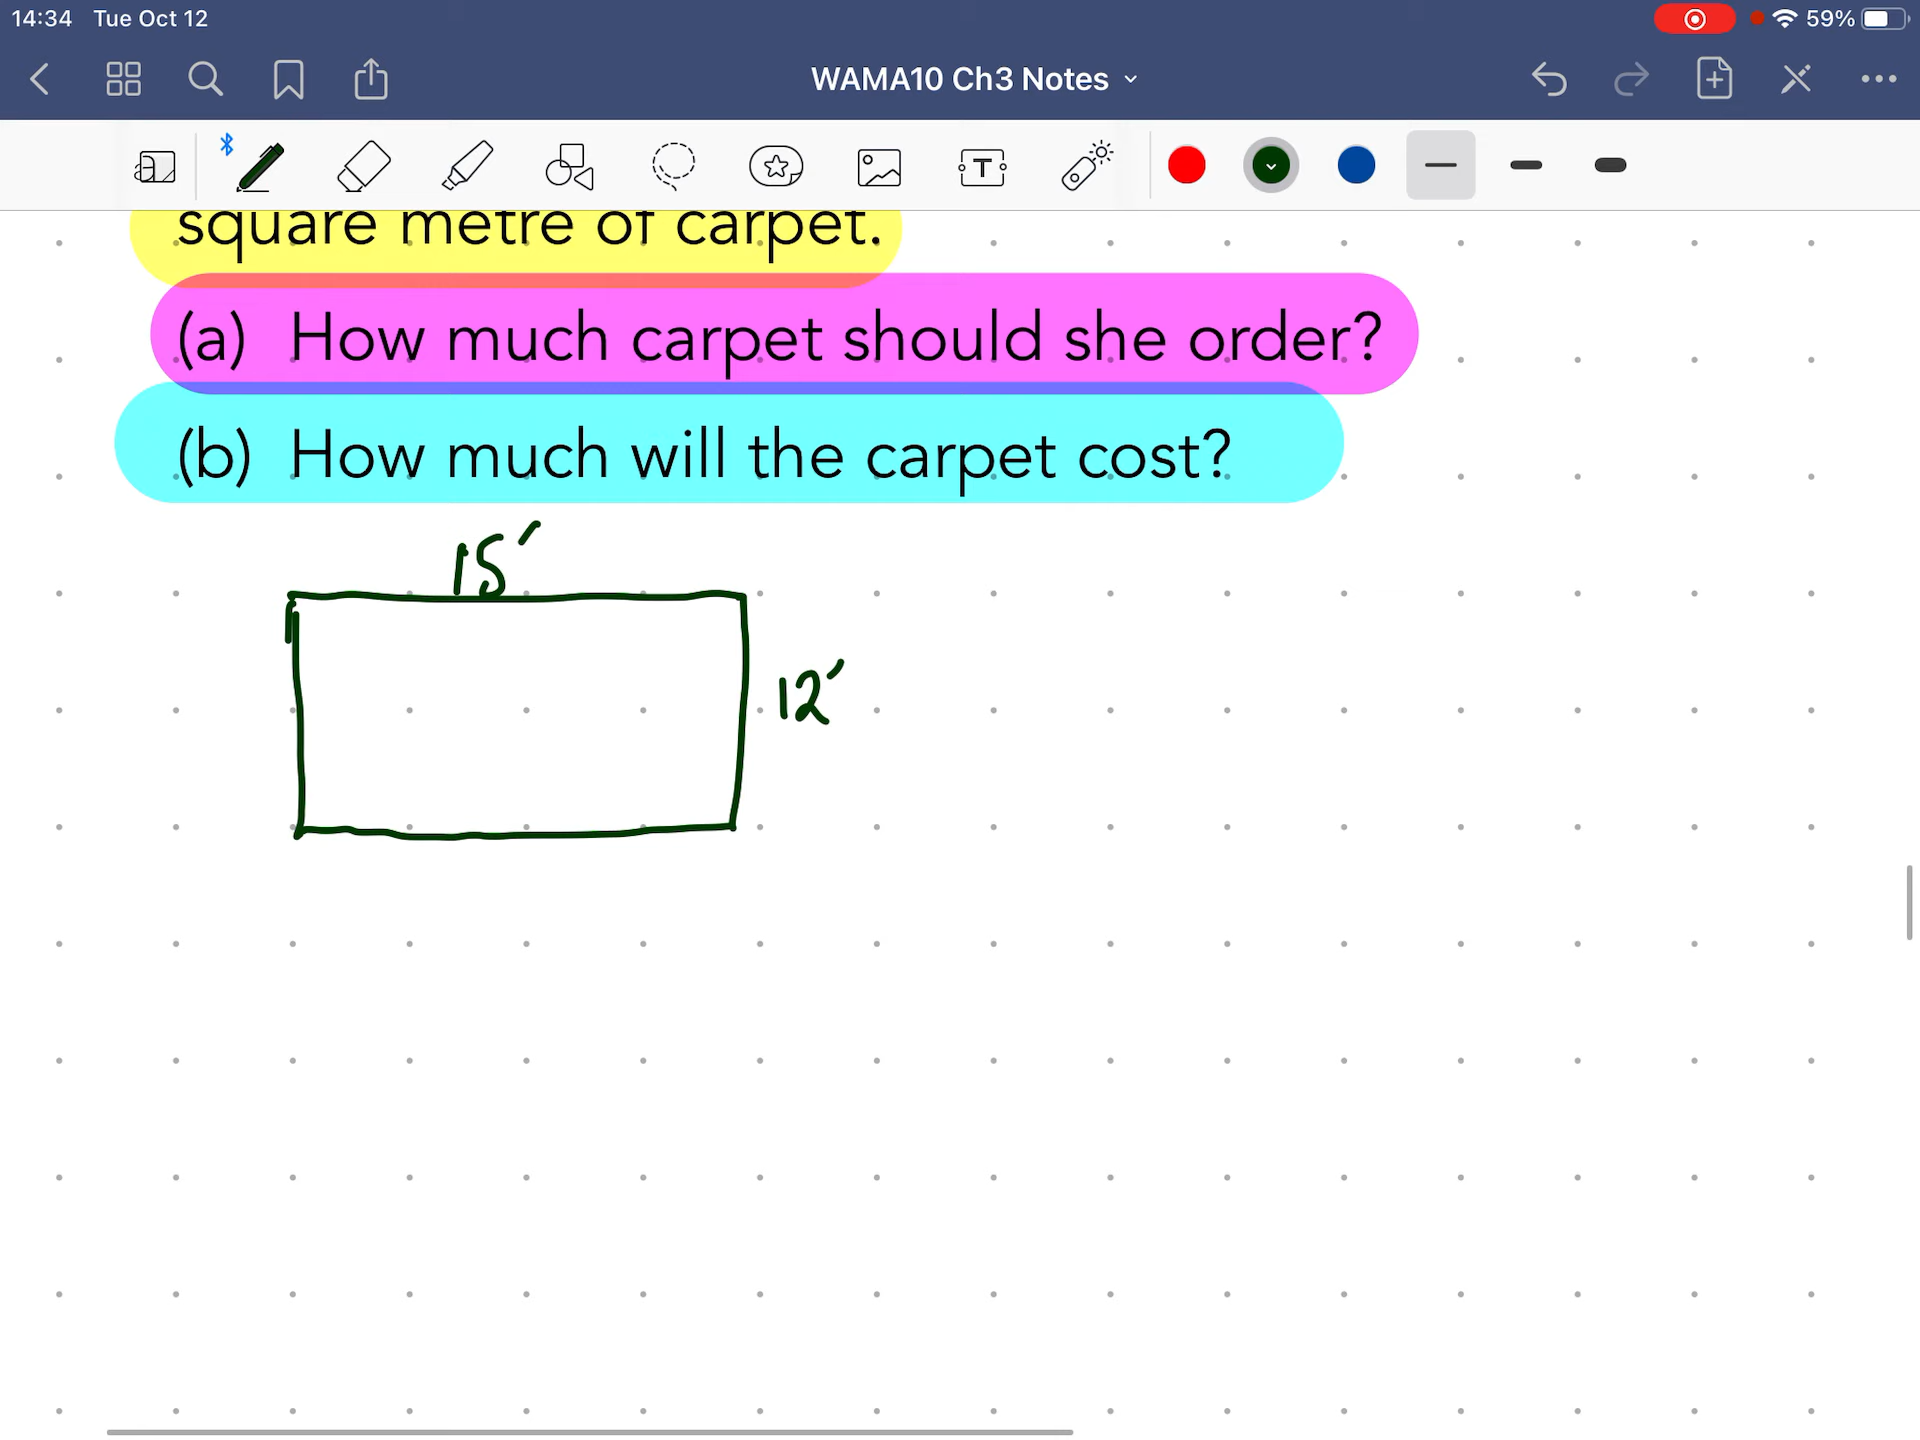 14:34 Tue Oct 12
59%
WAMA10 Ch3 Notes
square metre of carpet.
(a) How much carpet should she order?
(b) How much will the carpet cost?
15′
12′